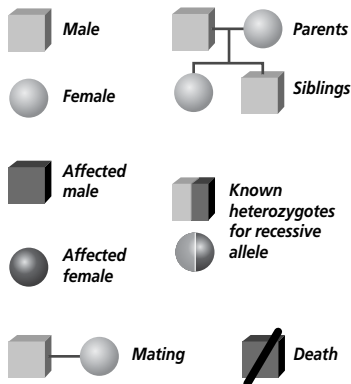 Male
Parents
Female
Siblings
Affected
male
Known
heterozygotes
for recessive
allele
Affected
female
Mating
Death